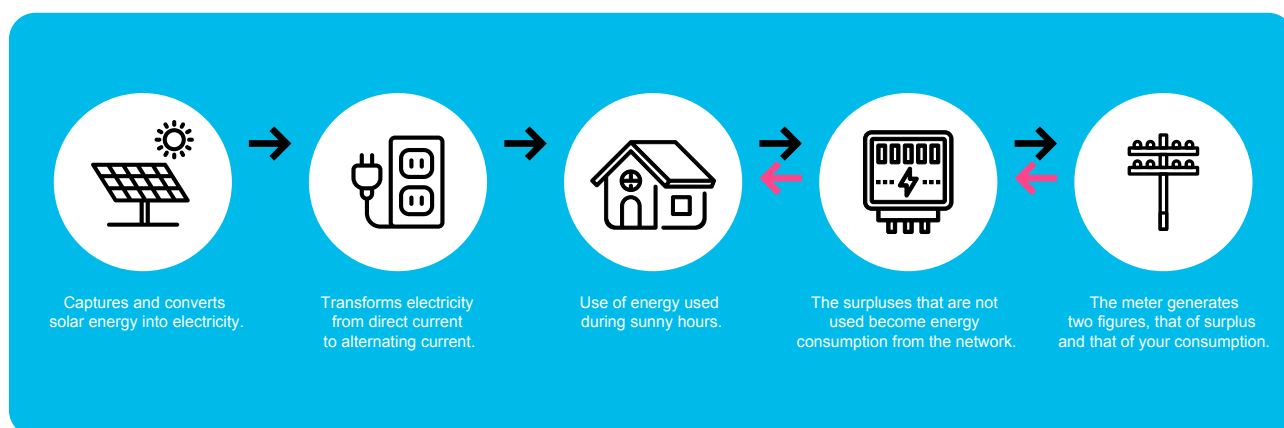 Captures and converts
solar energy into electricity.
Transforms electricity
from direct current
to alternating current.
Use of energy used
during sunny hours.
The surpluses that are not
used become energy
consumption from the network.
The meter generates
two figures, that of surplus
and that of your consumption.